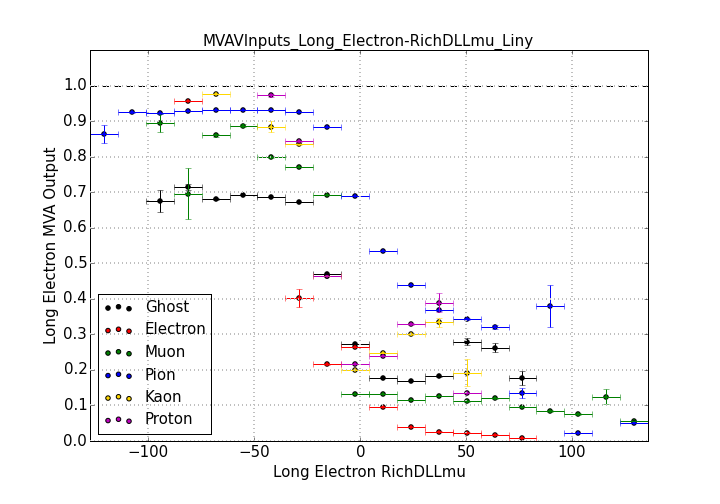 MVAVInputs_Long_Electron-RichDLLmu_Liny
Long Electron MVA Output
1.0
0.9
0.8
0.7
0.6
0.5
0.4
0.3
0.2
0.1
0.0
Ghost
Electron
Muon
Pion
Kaon
Proton
−100
−50
0
50
100
Long Electron RichDLLmu